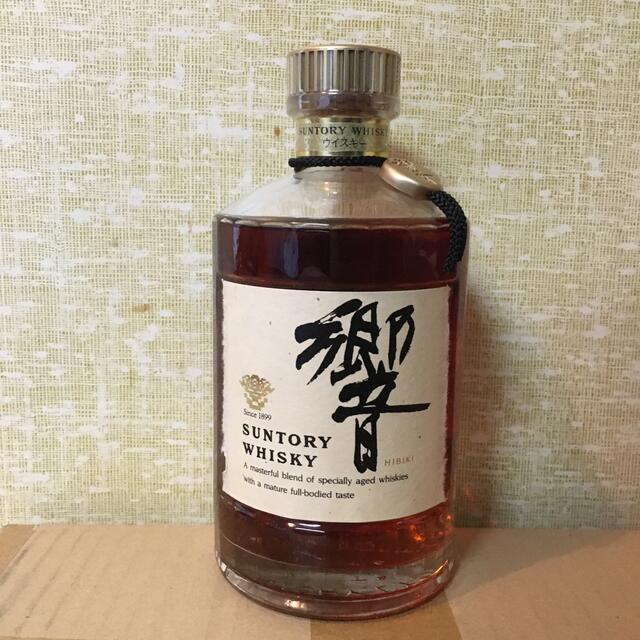 SUNTORY WHISKY
ウイスキー
響
Since 1899
SUNTORY
WHISKY
HIBIKI
A masterful blend of specially aged whiskies
with a mature full-bodied taste